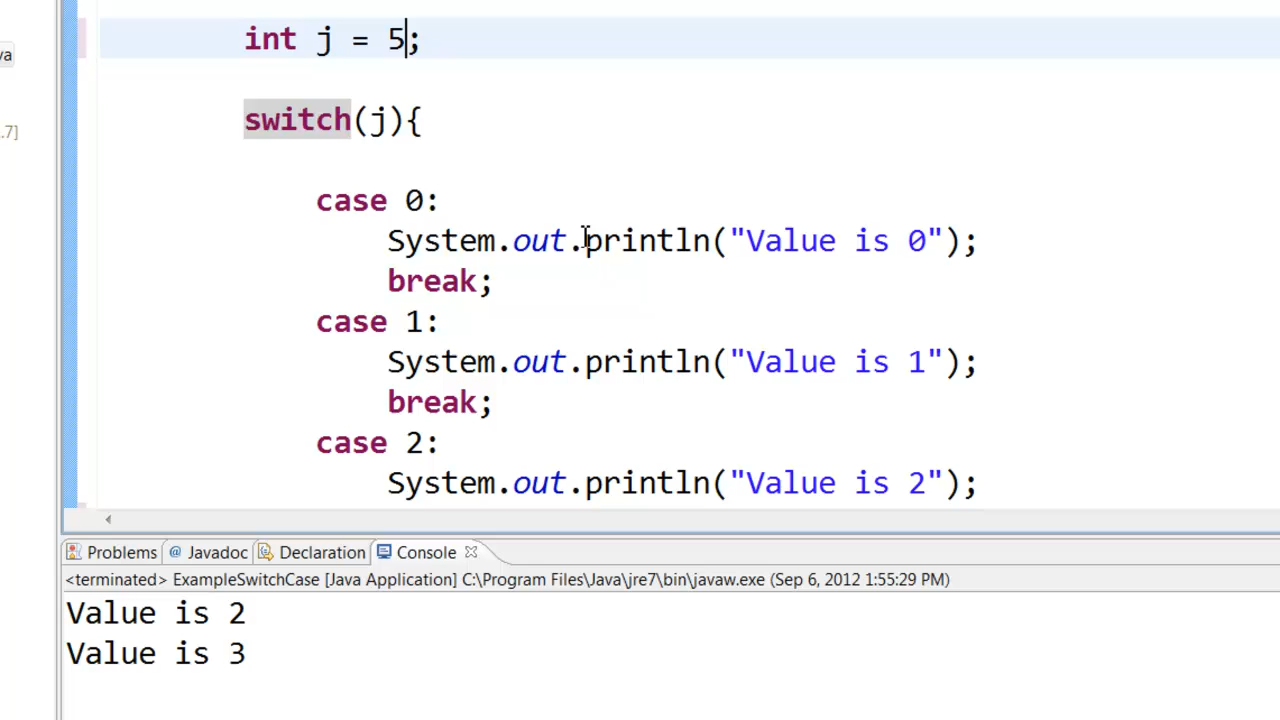 int j = 5;
va
switch(j){
.7]
case 0:
System.out.println("Value is 0");
break;
case 1:
System.out.println("Value is 1");
break;
case 2:
System.out.println("Value is 2");
Problems @ Javadoc Declaration Console
<terminated> ExampleSwitchCase [Java Application] C:\Program Files\Java\jre7\bin\javaw.exe (Sep 6, 2012 1:55:29 PM)
Value is 2
Value is 3